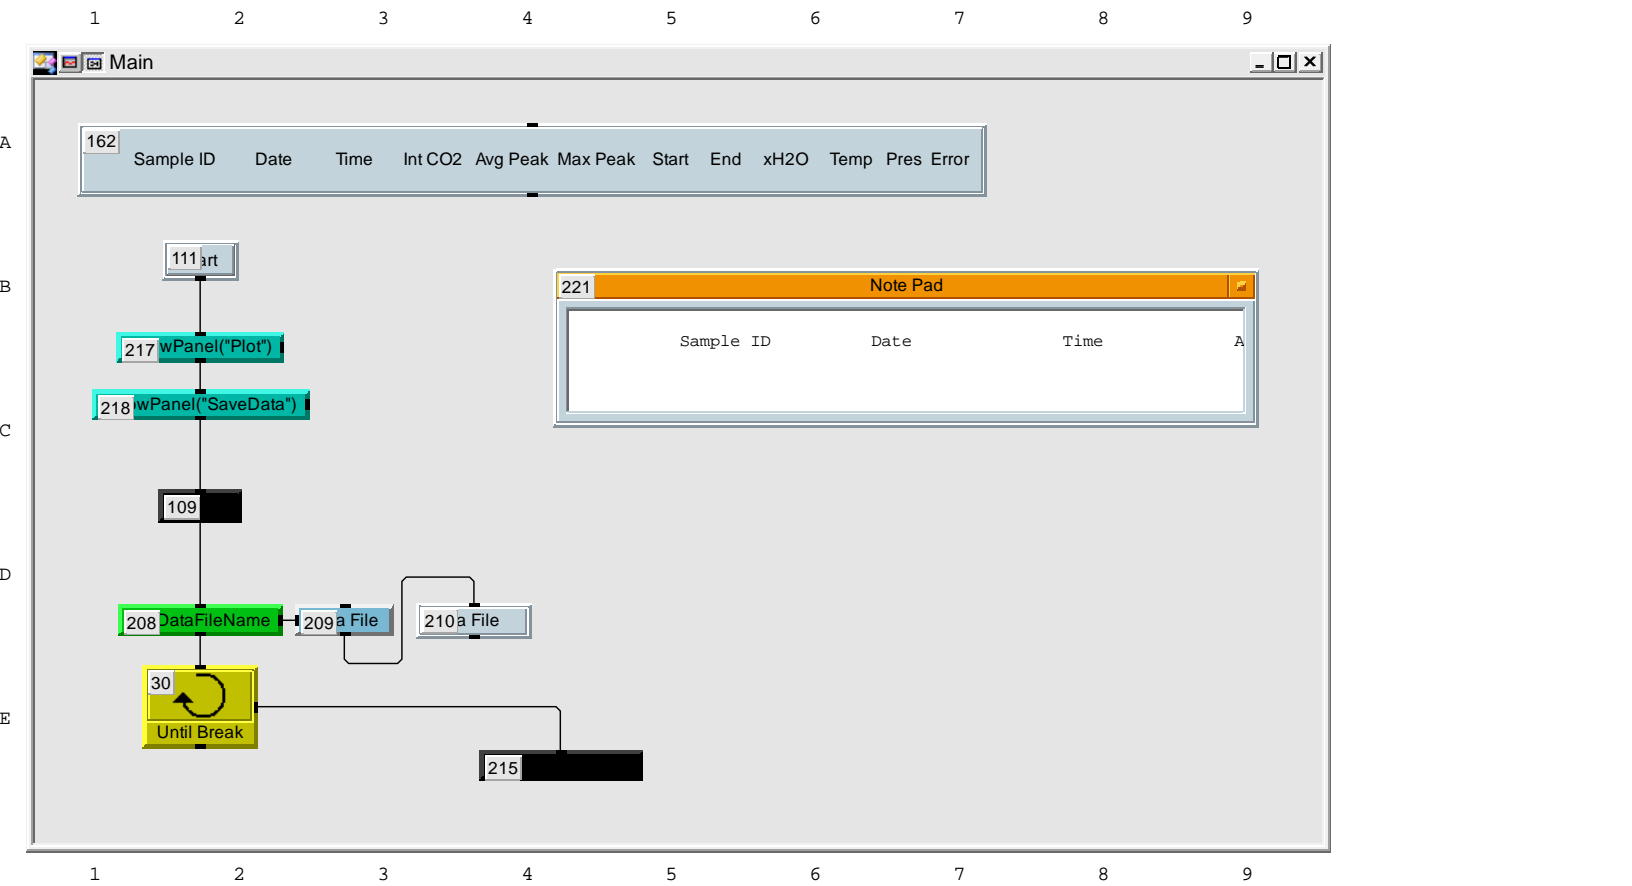 1 2 3 4 5 6 7 8 9
Main
A
162
Sample ID Date Time Int CO2 Avg Peak Max Peak Start End xH2O Temp Pres Error
111 art
B
221 Note Pad
Sample ID Date Time A
217 wPanel("Plot")
218 owPanel("SaveData")
C
109
D
208 DataFileName 209 a File 210 a File
30
E
Until Break
215
1 2 3 4 5 6 7 8 9